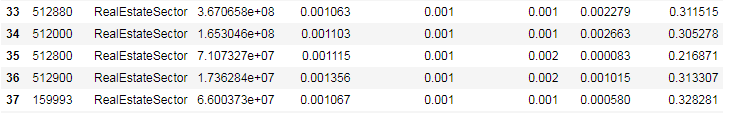 33 512880 RealEstateSector 3.670658e+08 0.001063 0.001 0.001 0.002279 0.311515
34 512000 RealEstateSector 1.653046e+08 0.001103 0.001 0.001 0.002663 0.305278
35 512800 RealEstateSector 7.107327e+07 0.001115 0.001 0.002 0.000083 0.216871
36 512900 RealEstateSector 1.736284e+07 0.001356 0.001 0.002 0.001015 0.313307
37 159993 RealEstateSector 6.600373e+07 0.001067 0.001 0.001 0.000580 0.328281